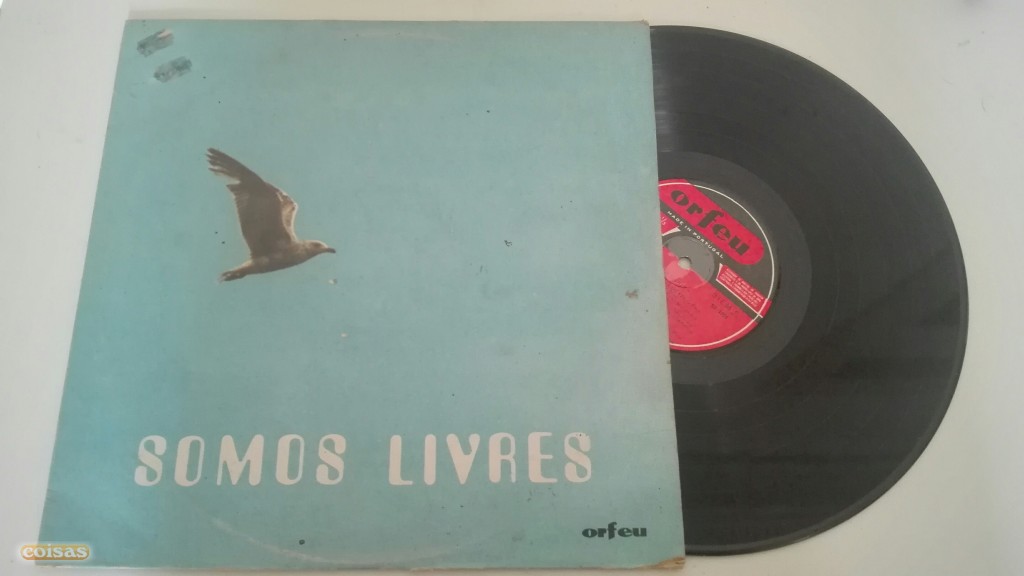 SOMOS LIVRES
orfeu
orfeu
MADE IN PORTUGAL
coisas